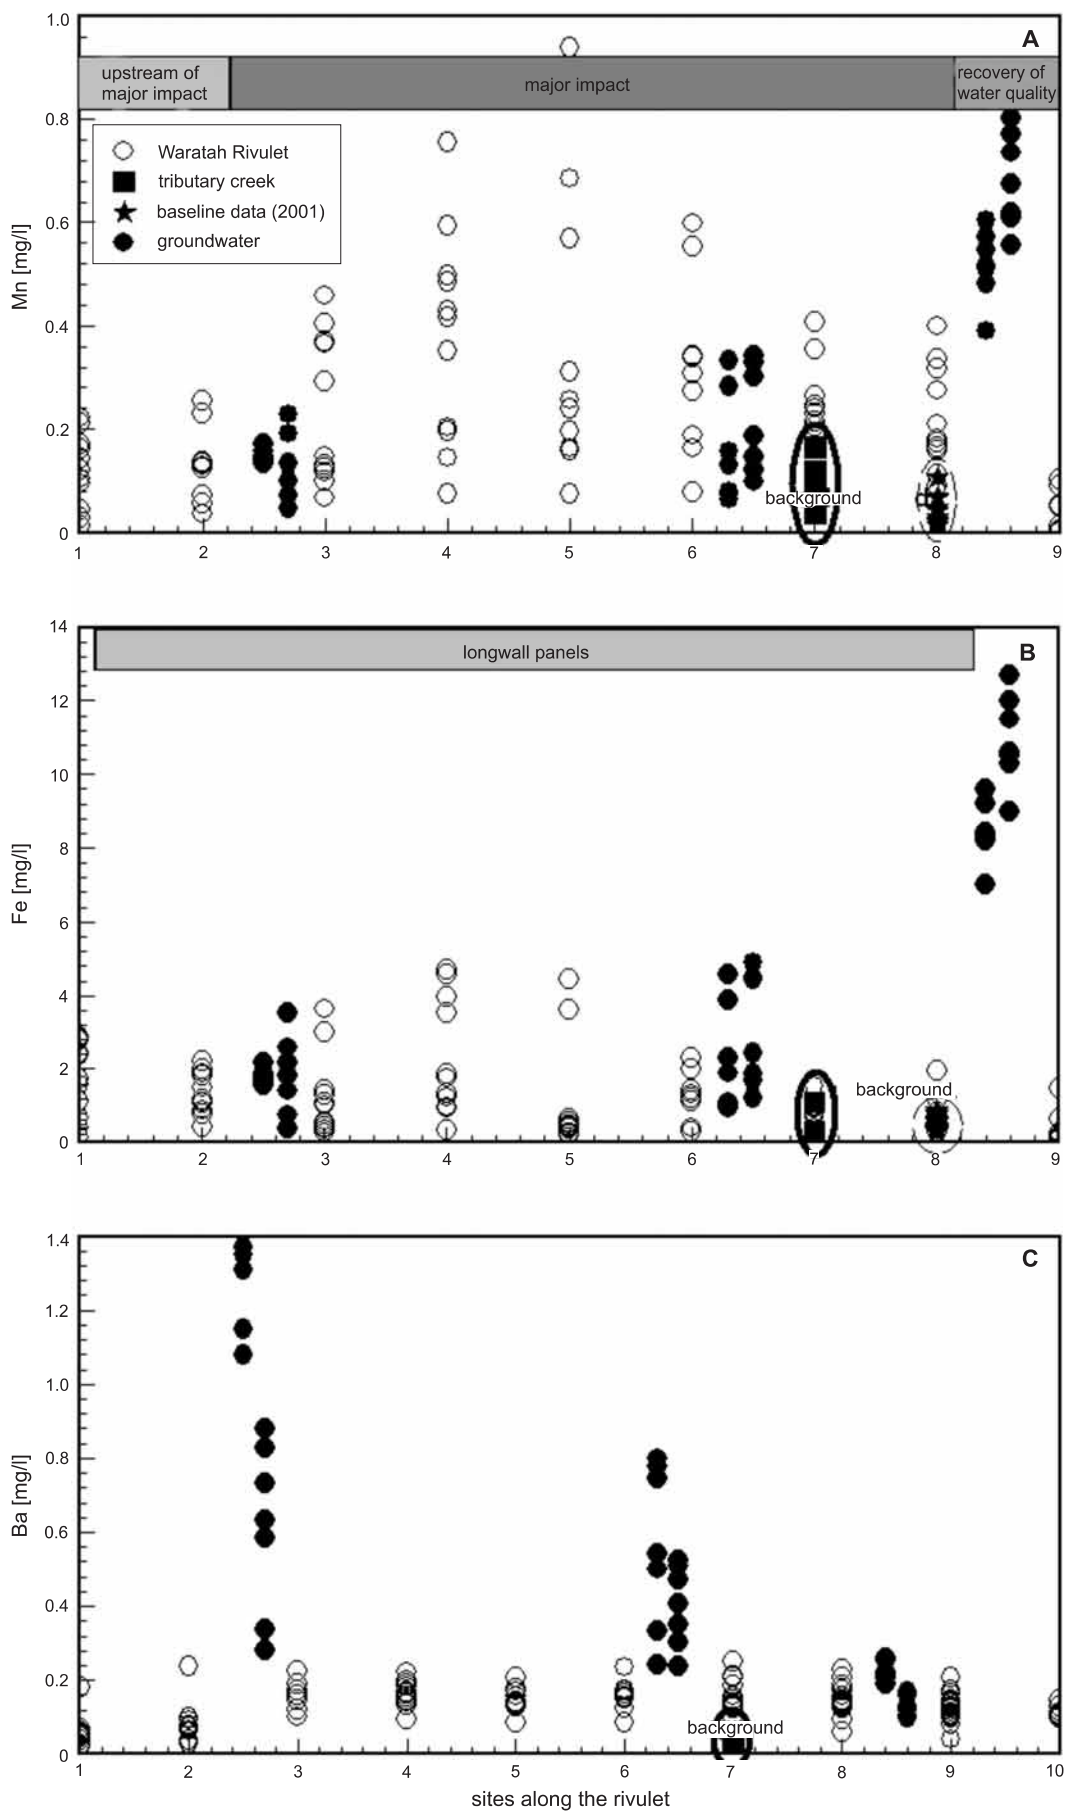 1.0
A
upstream of
major impact
major impact
recovery of
water quality
0.8
Waratah Rivulet
tributary creek
baseline data (2001)
groundwater
0.6
Mn [mg/l]
0.4
0.2
background
0
1 2 3 4 5 6 7 8 9
14
longwall panels
B
12
10
8
Fe [mg/l]
6
4
2
background
0
1 2 3 4 5 6 7 8 9
1.4
C
1.2
1.0
0.8
Ba [mg/l]
0.6
0.4
0.2
background
0
1 2 3 4 5 6 7 8 9 10
sites along the rivulet